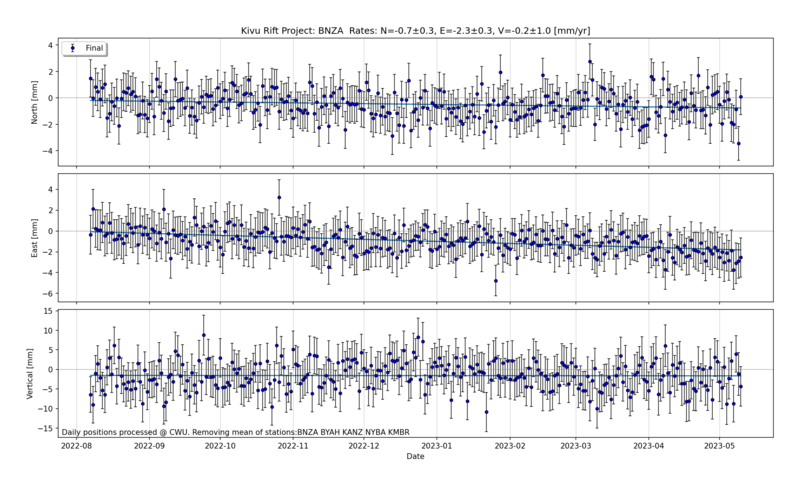 Kivu Rift Project: BNZA  Rates: N=-0.7±0.3, E=-2.3±0.3, V=-0.2±1.0 [mm/yr]
Final
North [mm]
4
2
0
−2
−4
East [mm]
4
2
0
−2
−4
−6
Vertical [mm]
15
10
5
0
−5
−10
−15
Daily positions processed @ CWU. Removing mean of stations:BNZA BYAH KANZ NYBA KMBR
2022-08 2022-09 2022-10 2022-11 2022-12 2023-01 2023-02 2023-03 2023-04 2023-05
Date